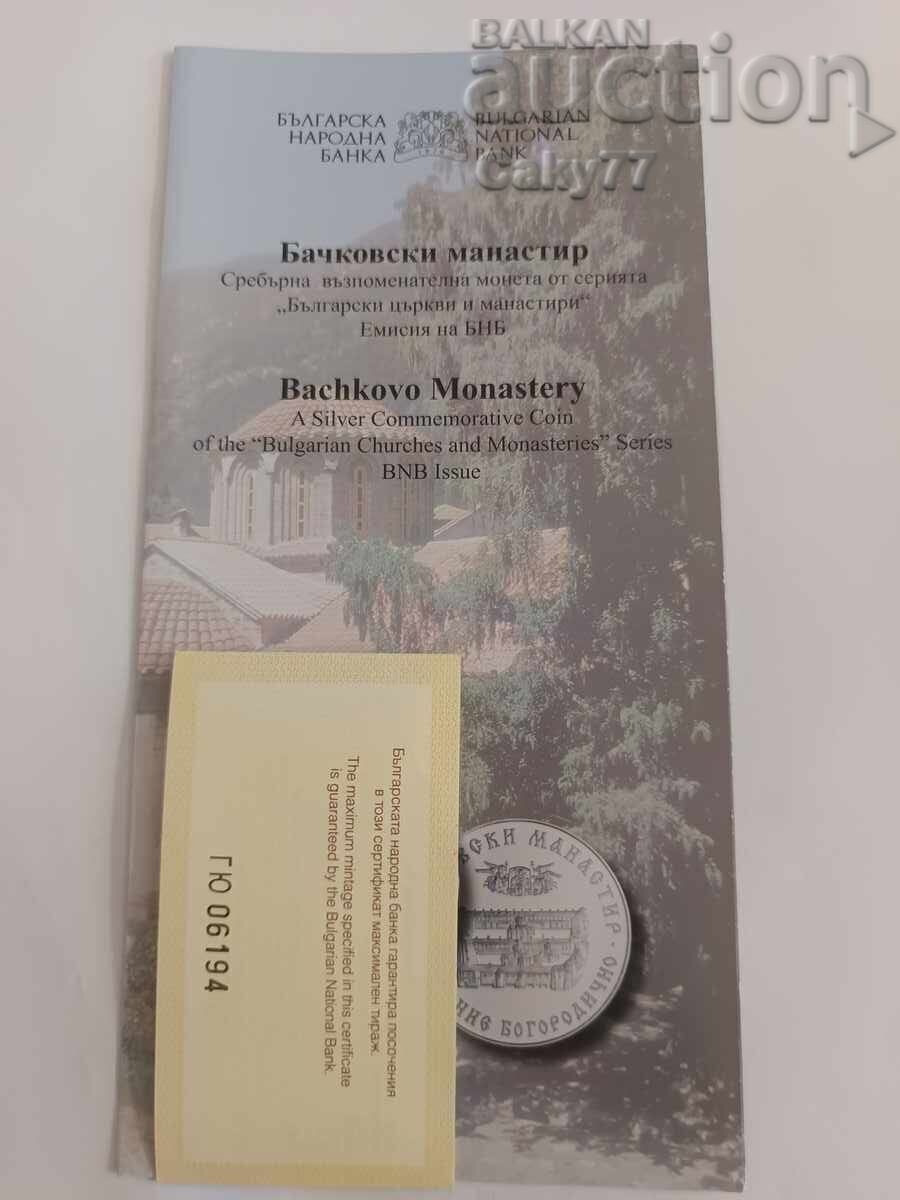 BALKAN
auction
caky77
БЪЛГАРСКА
НАРОДНА
БАНКА
BULGARIAN
NATIONAL
BANK
Бачковски манастир
Сребърна възпоменателна монета от серията
„Български църкви и манастири“
Емисия на БНБ
Bachkovo Monastery
A Silver Commemorative Coin
of the “Bulgarian Churches and Monasteries” Series
BNB Issue
Българската народна банка гарантира посочения
в този сертификат максимален тираж.
The maximum mintage specified in this certificate
is guaranteed by the Bulgarian National Bank.
ГЮ 06194
МАНАСТИР
БОГОРОДИЧНО